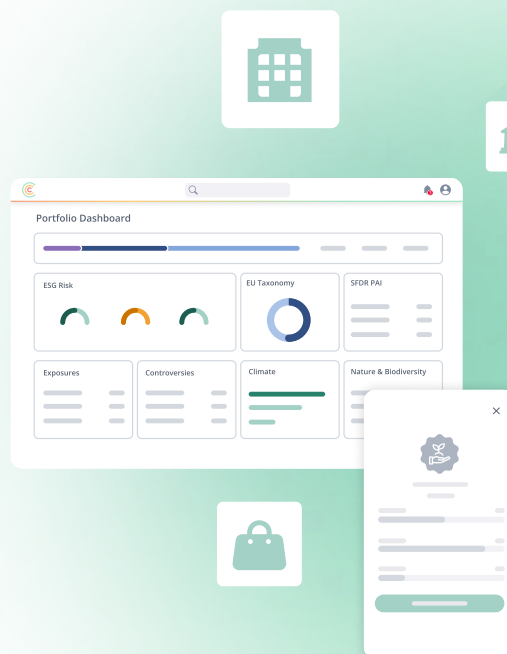 Portfolio Dashboard
ESG Risk
EU Taxonomy
SFDR PAI
Exposures
Controversies
Climate
Nature & Biodiversity